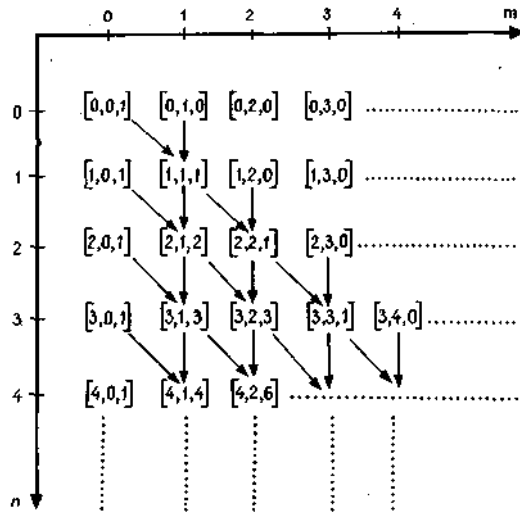 0 1 2 3 4 m
0 [0,0,1] [0,1,0] [0,2,0] [0,3,0]
1 [1,0,1] [1,1,1] [1,2,0] [1,3,0]
2 [2,0,1] [2,1,2] [2,2,1] [2,3,0]
3 [3,0,1] [3,1,3] [3,2,3] [3,3,1] [3,4,0]
4 [4,0,1] [4,1,4] [4,2,6]
n